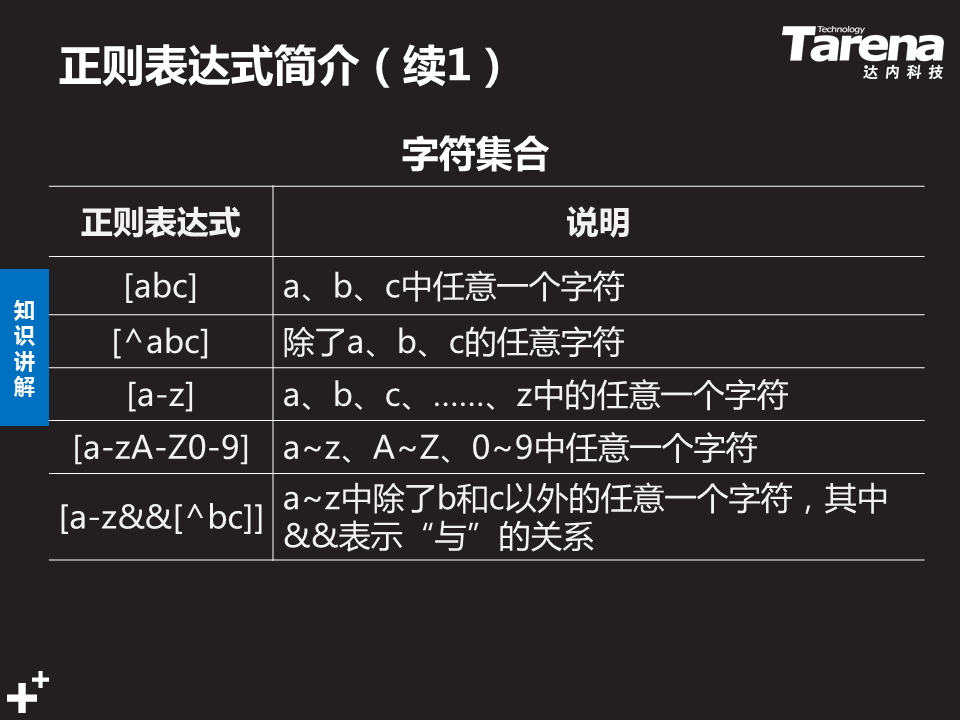 正则表达式简介（续1）
Technology
Tarena
达内科技
字符集合
正则表达式 说明
[abc] a、b、c中任意一个字符
[^abc] 除了a、b、c的任意字符
[a-z] a、b、c、……、z中的任意一个字符
[a-zA-Z0-9] a~z、A~Z、0~9中任意一个字符
[a-z&&[^bc]] a~z中除了b和c以外的任意一个字符，其中
&&表示“与”的关系
知
识
讲
解